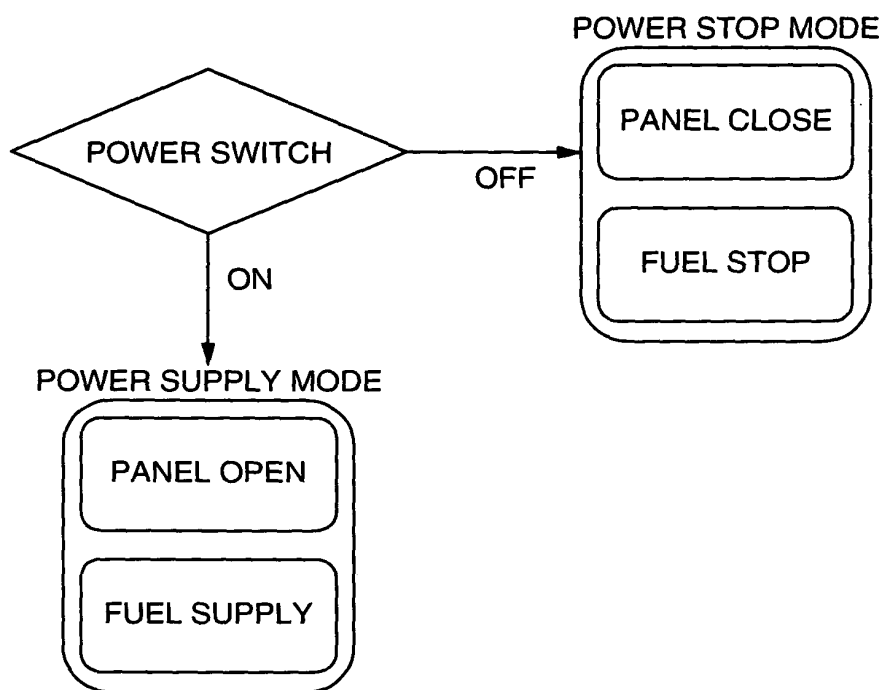 POWER STOP MODE
PANEL CLOSE
POWER SWITCH
OFF
FUEL STOP
ON
POWER SUPPLY MODE
PANEL OPEN
FUEL SUPPLY